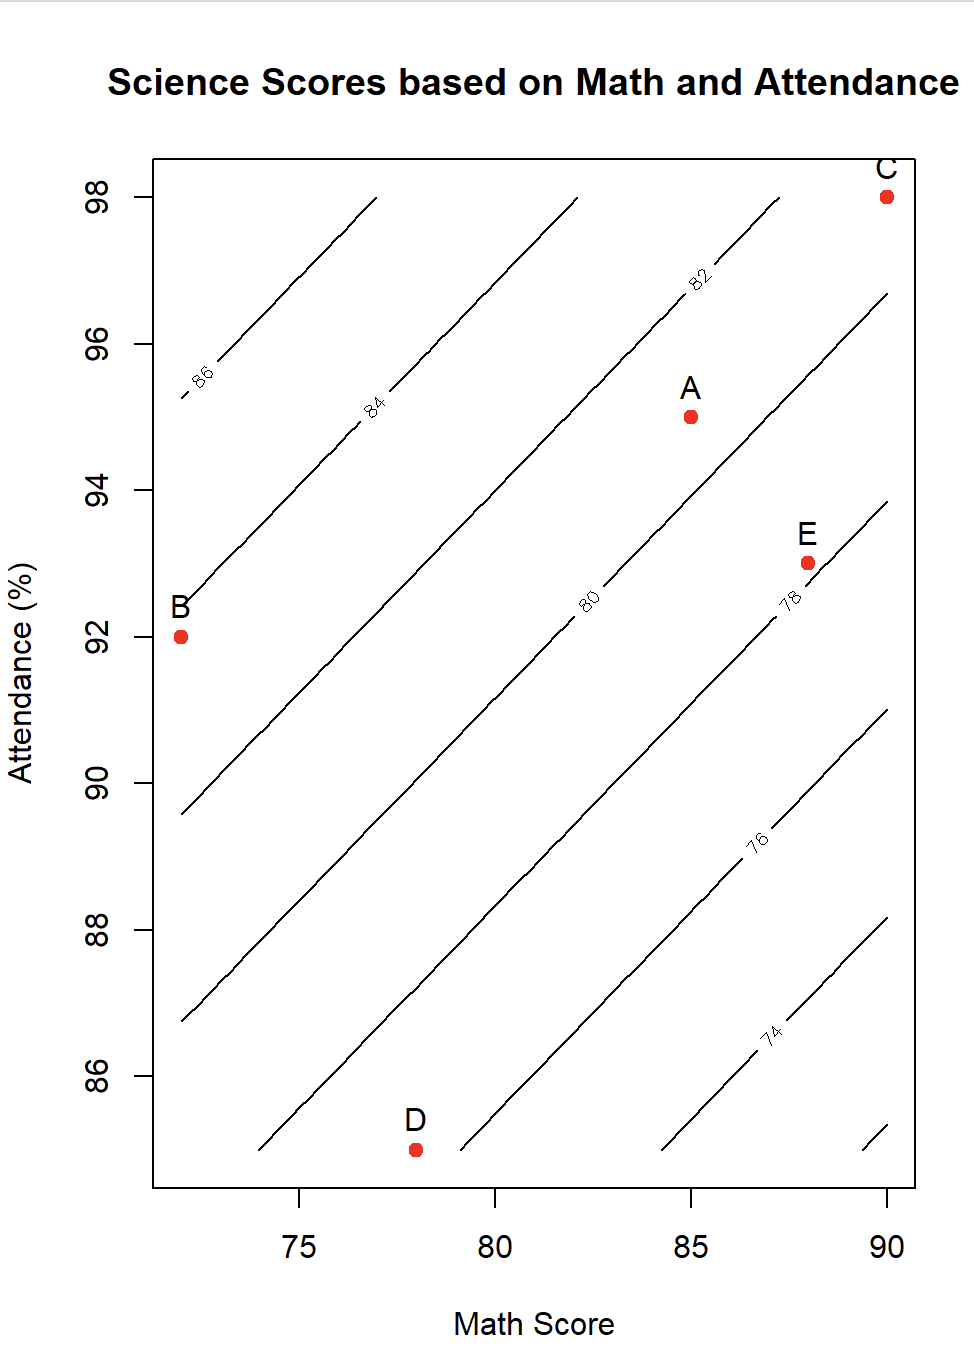 Science Scores based on Math and Attendance
C
98
82
96
86
A
84
94
E
80
78
B
92
Attendance (%)
90
76
88
74
86
D
75 80 85 90
Math Score